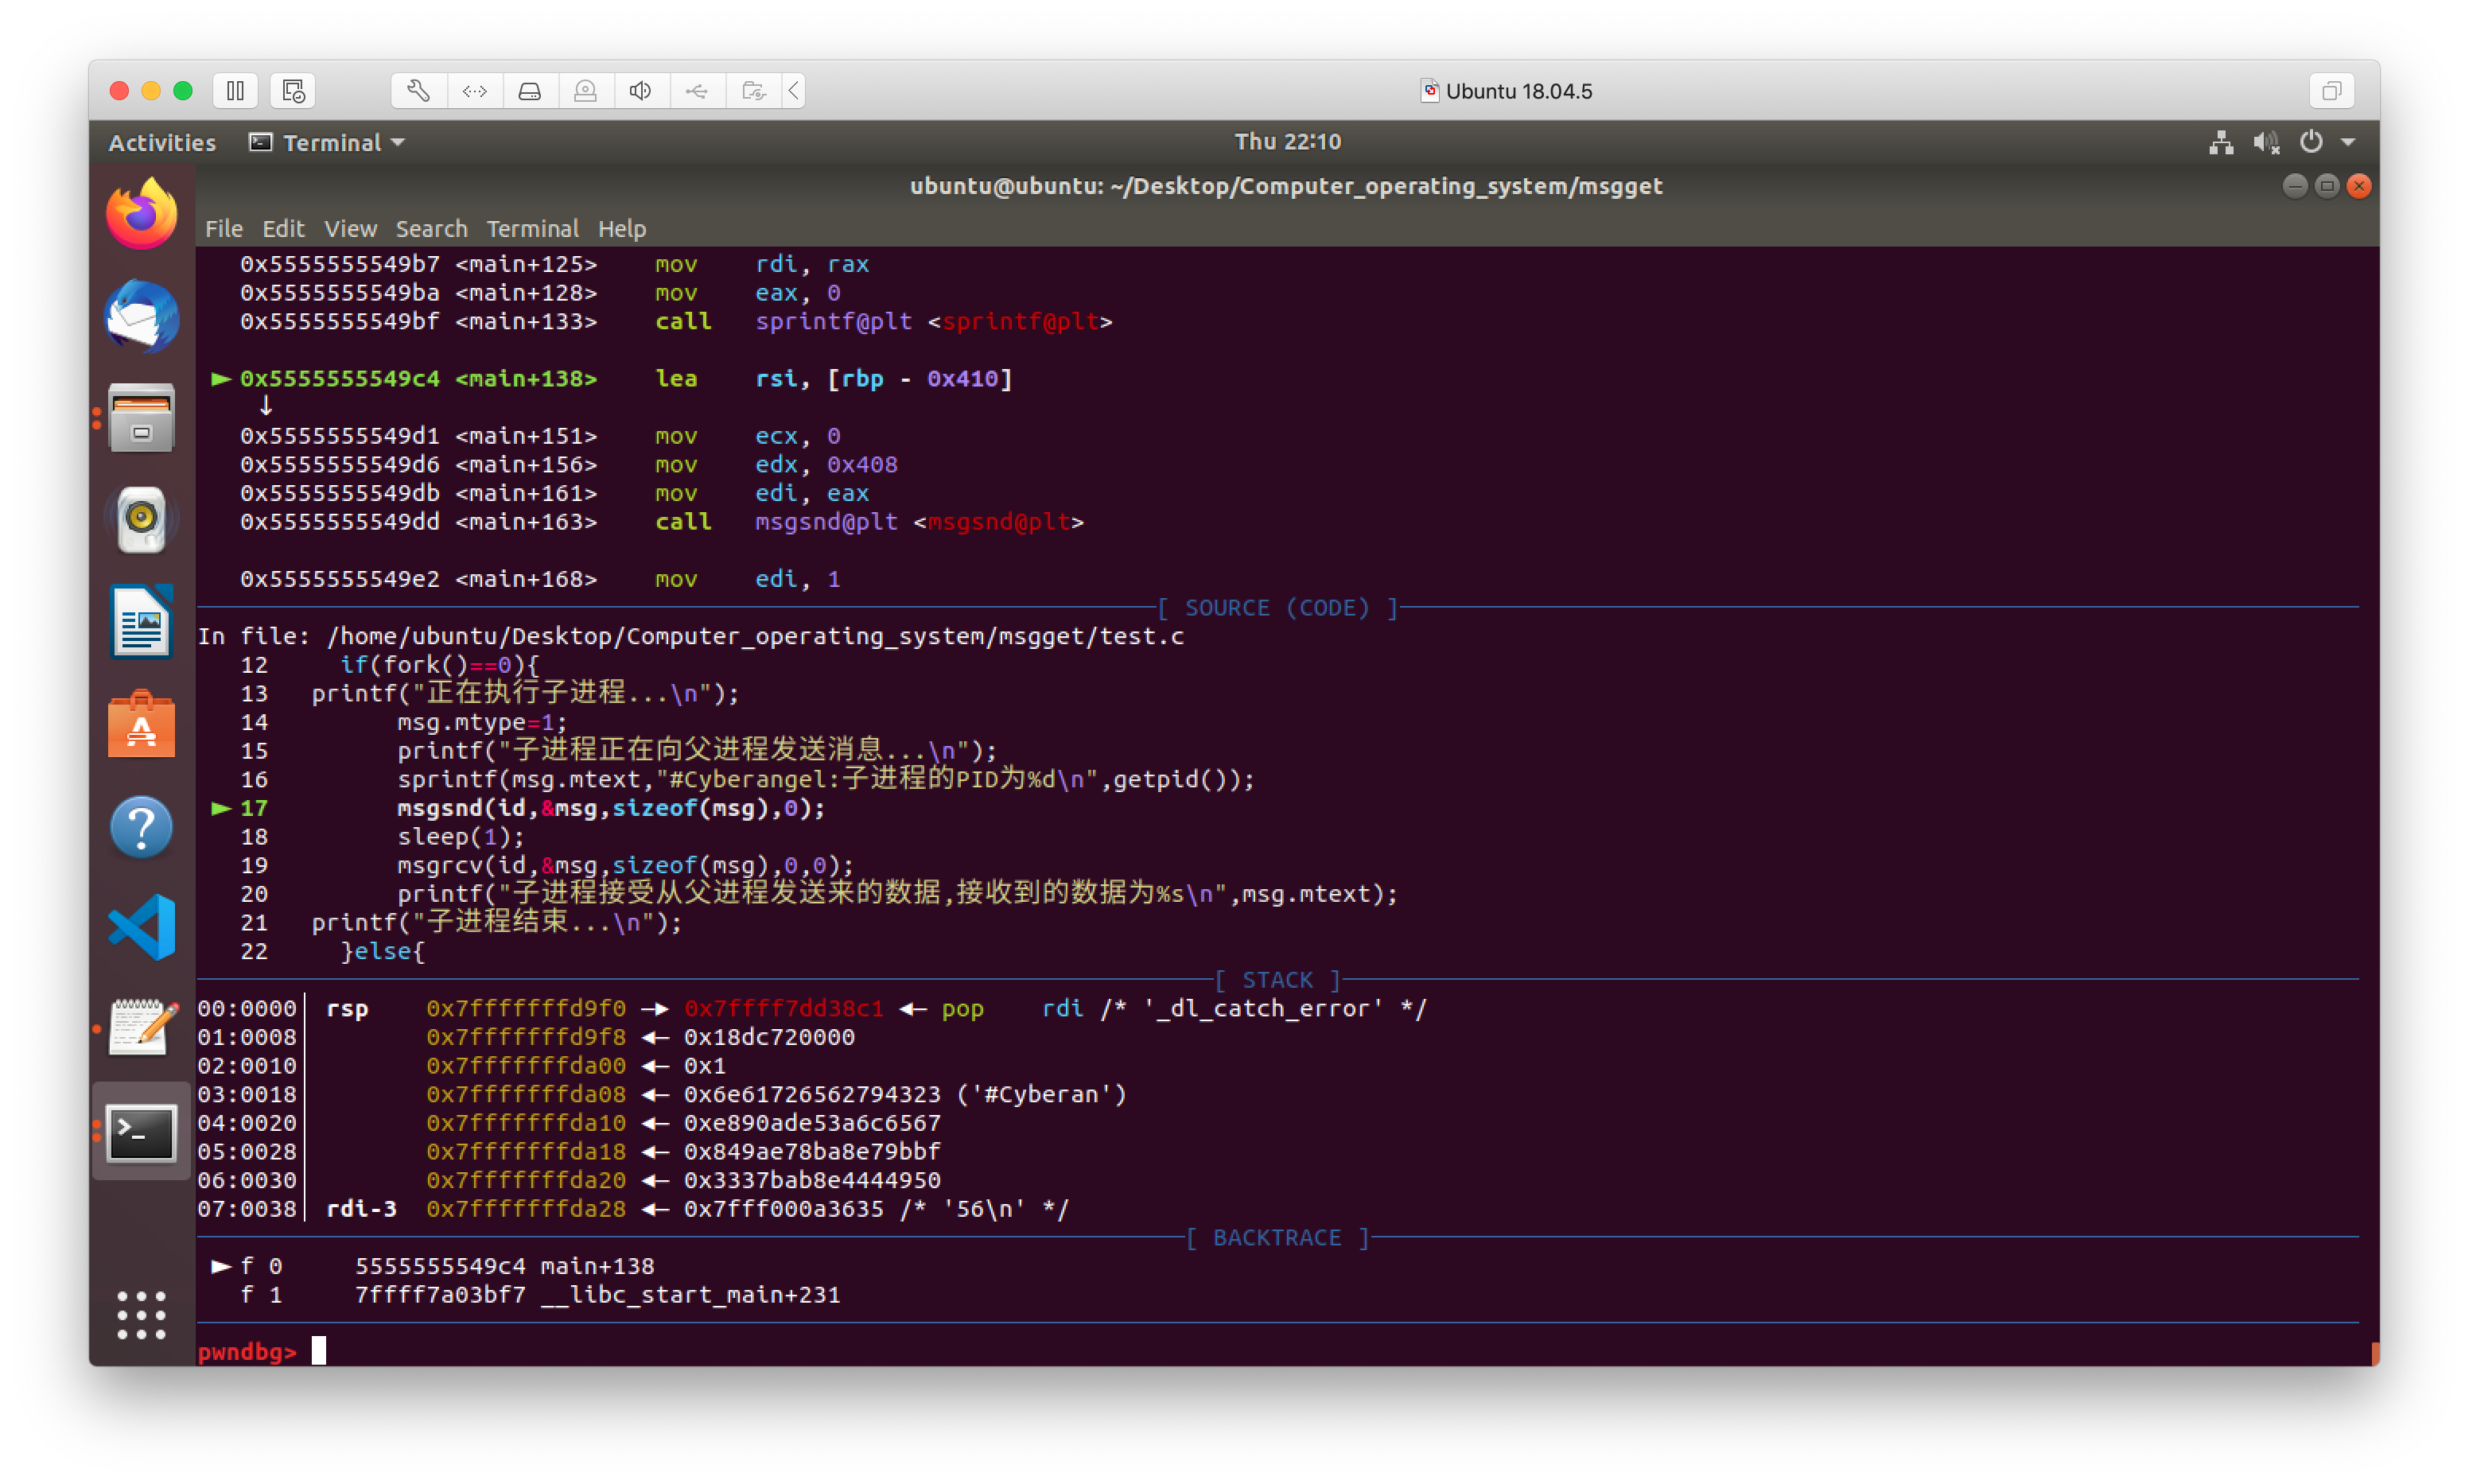 Ubuntu 18.04.5
Activities Terminal Thu 22:10
ubuntu@ubuntu: ~/Desktop/Computer_operating_system/msgget
File Edit View Search Terminal Help
0x5555555549b7 <main+125> mov rdi, rax
0x5555555549ba <main+128> mov eax, 0
0x5555555549bf <main+133> call sprintf@plt <sprintf@plt>
► 0x5555555549c4 <main+138> lea rsi, [rbp - 0x410]
↓
0x5555555549d1 <main+151> mov ecx, 0
0x5555555549d6 <main+156> mov edx, 0x408
0x5555555549db <main+161> mov edi, eax
0x5555555549dd <main+163> call msgsnd@plt <msgsnd@plt>
0x5555555549e2 <main+168> mov edi, 1
[ SOURCE (CODE) ]
In file: /home/ubuntu/Desktop/Computer_operating_system/msgget/test.c
12 if(fork()==0){
13 printf("正在执行子进程...\n");
14 msg.mtype=1;
15 printf("子进程正在向父进程发送消息...\n");
16 sprintf(msg.mtext,"#Cyberangel:子进程的PID为%d\n",getpid());
► 17 msgsnd(id,&msg,sizeof(msg),0);
18 sleep(1);
19 msgrcv(id,&msg,sizeof(msg),0,0);
20 printf("子进程接受从父进程发送来的数据,接收到的数据为%s\n",msg.mtext);
21 printf("子进程结束...\n");
22 }else{
[ STACK ]
00:0000│ rsp 0x7fffffffd9f0 —► 0x7ffff7dd38c1 ◄— pop rdi /* '_dl_catch_error' */
01:0008│ 0x7fffffffd9f8 ◄— 0x18dc720000
02:0010│ 0x7fffffffda00 ◄— 0x1
03:0018│ 0x7fffffffda08 ◄— 0x6e61726562794323 ('#Cyberan')
04:0020│ 0x7fffffffda10 ◄— 0xe890ade53a6c6567
05:0028│ 0x7fffffffda18 ◄— 0x849ae78ba8e79bbf
06:0030│ 0x7fffffffda20 ◄— 0x3337bab8e4444950
07:0038│ rdi-3 0x7fffffffda28 ◄— 0x7fff000a3635 /* '56\n' */
[ BACKTRACE ]
► f 0 5555555549c4 main+138
f 1 7ffff7a03bf7 __libc_start_main+231
pwndbg>